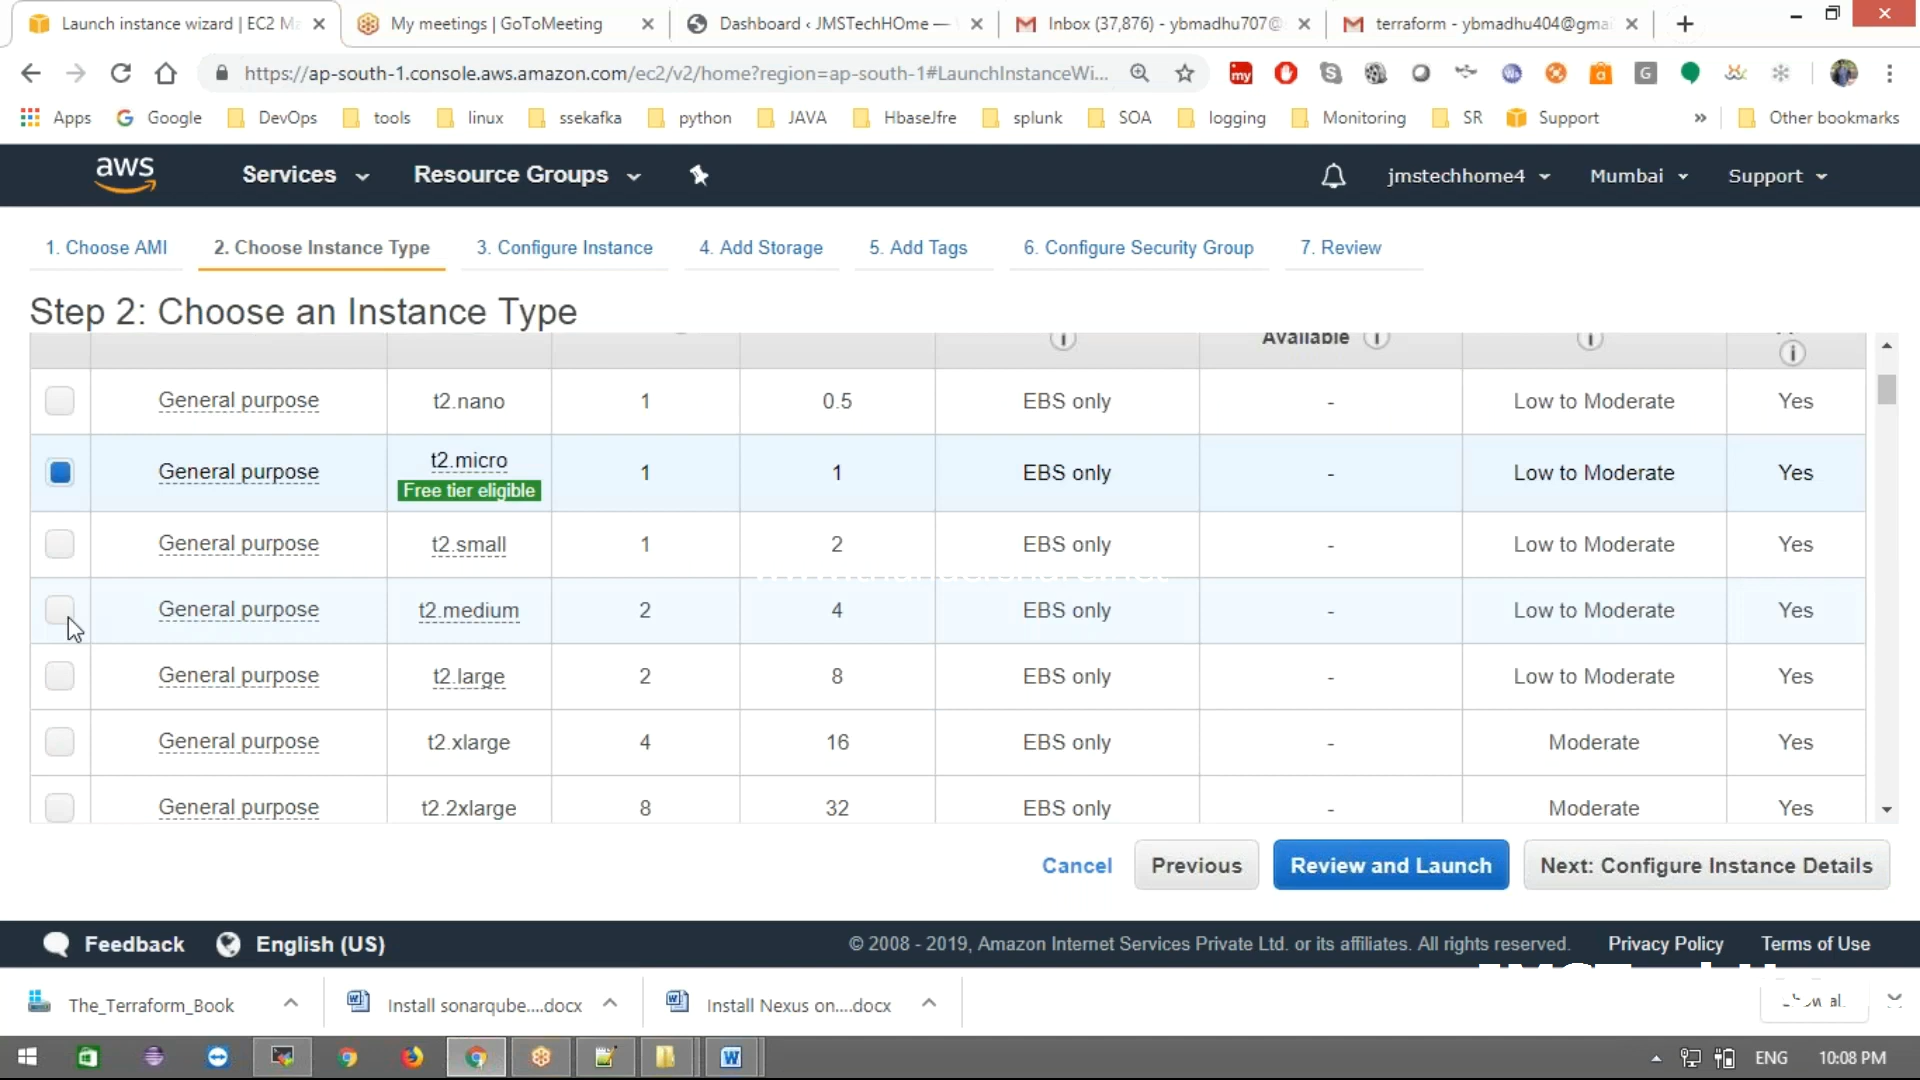 Launch instance wizard | EC2 Ma
My meetings | GoToMeeting
Dashboard ‹ JMSTechHOme —
Inbox (37,876) - ybmadhu707@
terraform - ybmadhu404@gmai
https://ap-south-1.console.aws.amazon.com/ec2/v2/home?region=ap-south-1#LaunchInstanceWi...
Apps
Google
DevOps
tools
linux
ssekafka
python
JAVA
HbaseJfre
splunk
SOA
logging
Monitoring
SR
Support
»
Other bookmarks
aws
Services
Resource Groups
jmstechhome4
Mumbai
Support
1. Choose AMI
2. Choose Instance Type
3. Configure Instance
4. Add Storage
5. Add Tags
6. Configure Security Group
7. Review
Step 2: Choose an Instance Type
Available
General purpose t2.nano 1 0.5 EBS only - Low to Moderate Yes
General purpose t2.micro 1 1 EBS only - Low to Moderate Yes
Free tier eligible
General purpose t2.small 1 2 EBS only - Low to Moderate Yes
General purpose t2.medium 2 4 EBS only - Low to Moderate Yes
General purpose t2.large 2 8 EBS only - Low to Moderate Yes
General purpose t2.xlarge 4 16 EBS only - Moderate Yes
General purpose t2.2xlarge 8 32 EBS only - Moderate Yes
Cancel
Previous
Review and Launch
Next: Configure Instance Details
Feedback
English (US)
© 2008 - 2019, Amazon Internet Services Private Ltd. or its affiliates. All rights reserved.
Privacy Policy
Terms of Use
The_Terraform_Book
Install sonarqube....docx
Install Nexus on....docx
ENG
10:08 PM